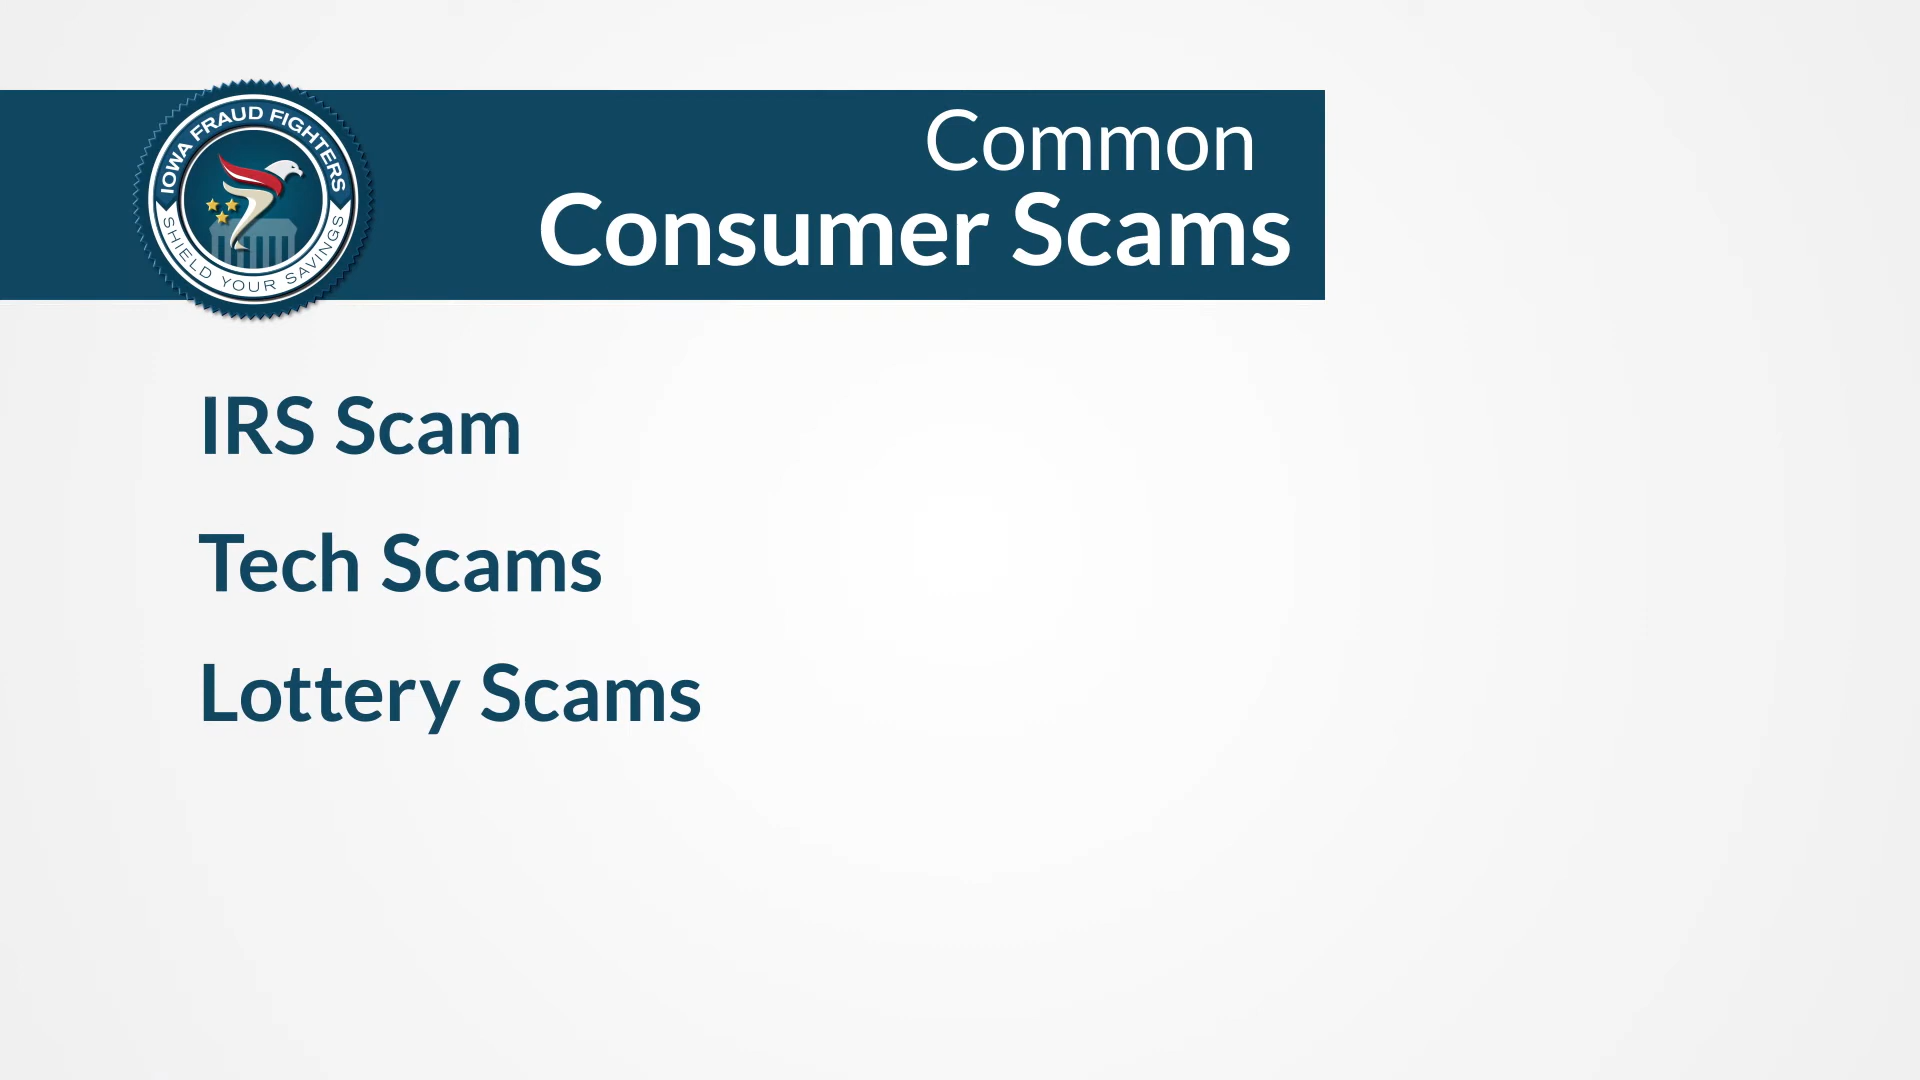 IOWA FRAUD FIGHTERS
SHIELD YOUR SAVINGS
Common
Consumer Scams
IRS Scam
Tech Scams
Lottery Scams